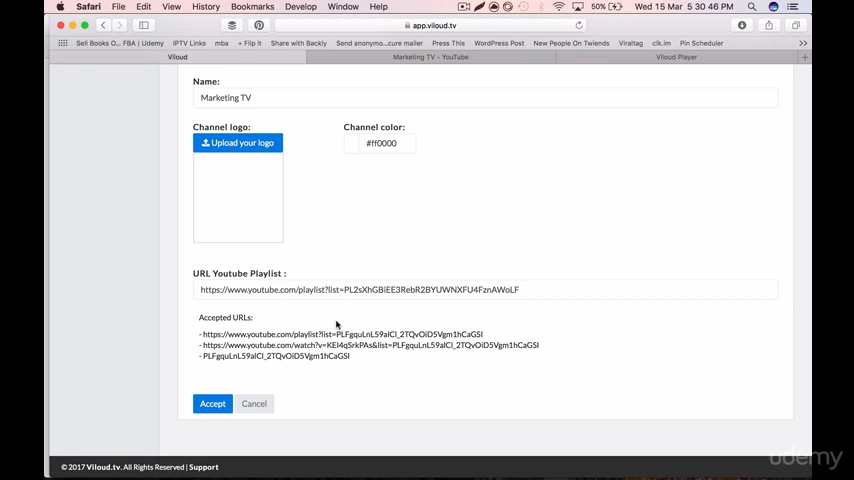 Safari File Edit View History Bookmarks Develop Window Help 50% Wed 15 Mar 5 30 46 PM
app.viloud.tv
Sell Books O... FBA | Udemy IPTV Links mba + Flip it Share with Backly Send anonymo...cure mailer Press This WordPress Post New People On Twiends Viraltag clk.im Pin Scheduler
Viloud Marketing TV - YouTube Viloud Player
Name:
Marketing TV
Channel logo: Channel color:
Upload your logo #ff0000
URL Youtube Playlist :
https://www.youtube.com/playlist?list=PL2sXhGBiEE3RebR2BYUWNXFU4FznAWoLF
Accepted URLs:
- https://www.youtube.com/playlist?list=PLFgquLnL59alCl_2TQvOiD5Vgm1hCaGSI
- https://www.youtube.com/watch?v=KEI4qSrkPAs&list=PLFgquLnL59alCl_2TQvOiD5Vgm1hCaGSI
- PLFgquLnL59alCl_2TQvOiD5Vgm1hCaGSI
Accept Cancel
© 2017 Viloud.tv. All Rights Reserved | Support
udemy